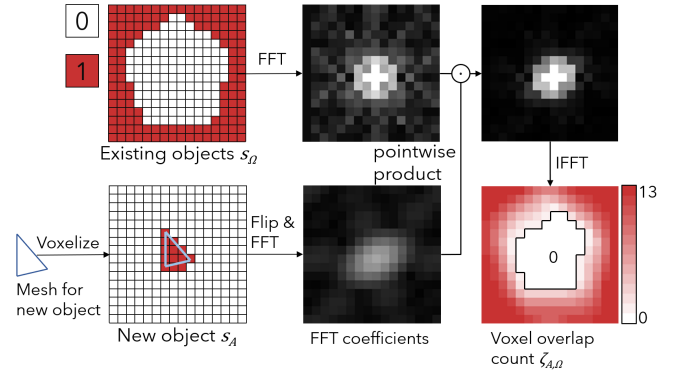 0
1
FFT
Existing objects s_Ω
pointwise
product
IFFT
Voxelize
Mesh for
new object
New object s_A
Flip &
FFT
FFT coefficients
0
13
0
Voxel overlap
count ζ_{A,Ω}